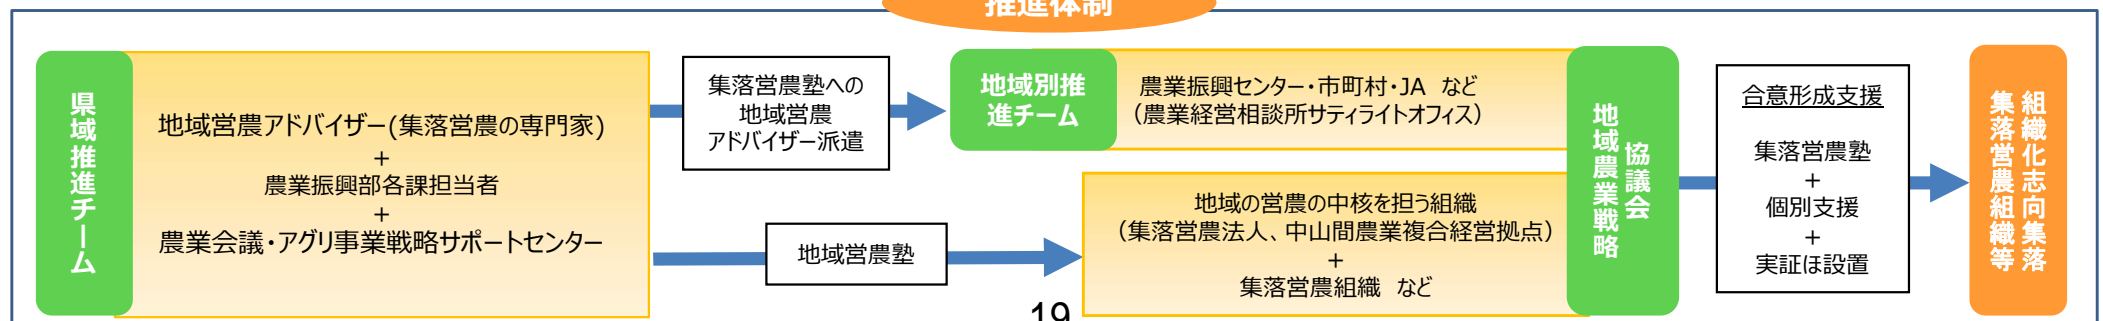 推進体制
県域推進チーム
地域営農アドバイザー(集落営農の専門家)
+
農業振興部各課担当者
+
農業会議・アグリ事業戦略サポートセンター
集落営農塾への
地域営農
アドバイザー派遣
地域営農塾
地域別推
進チーム
農業振興センター・市町村・JA など
(農業経営相談所サティライトオフィス)
地域の営農の中核を担う組織
(集落営農法人、中山間農業複合経営拠点)
+
集落営農組織 など
地域農業戦略
協議会
合意形成支援
集落営農塾
+
個別支援
+
実証ほ設置
組織化志向集落
集落営農組織等
19